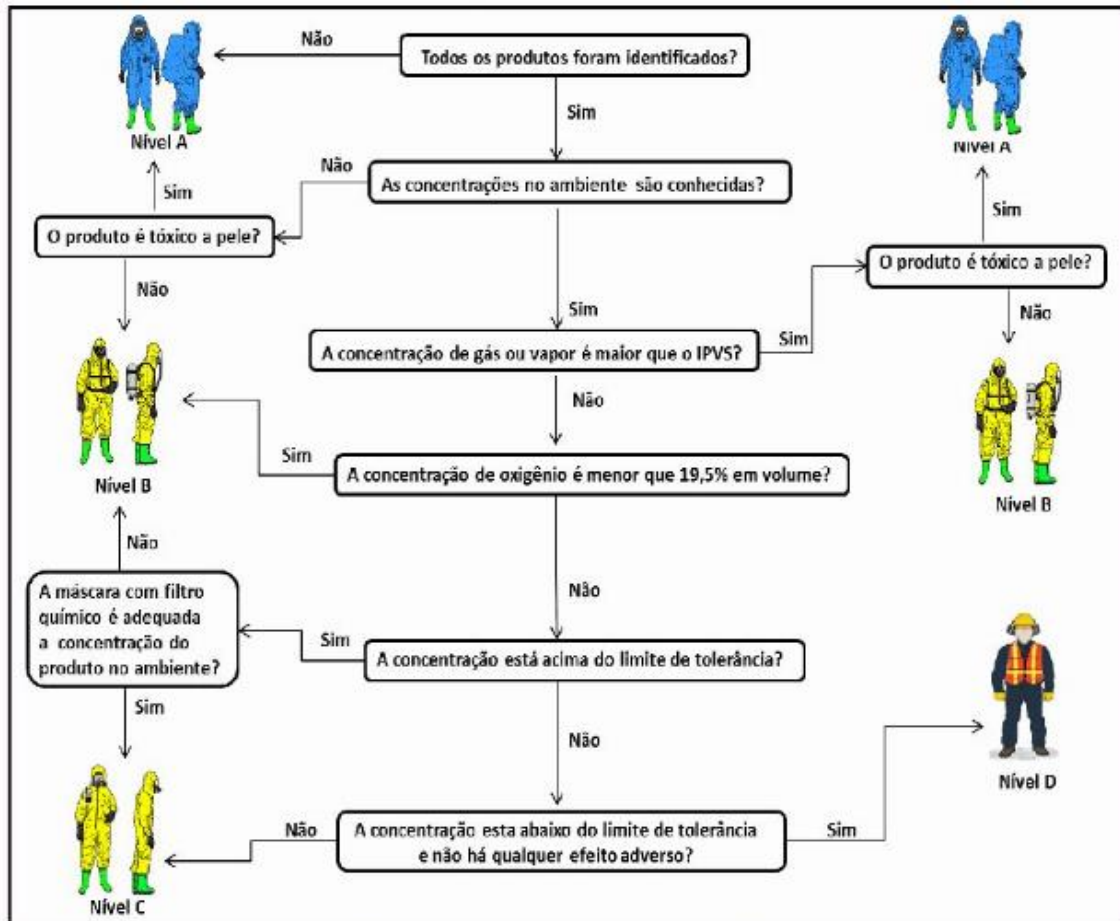 Não
Todos os produtos foram identificados?
Sim
Nível A
Nível A
Não
As concentrações no ambiente são conhecidas?
Sim
Sim
O produto é tóxico a pele?
O produto é tóxico a pele?
Não
Sim
Não
A concentração de gás ou vapor é maior que o IPVS?
Sim
Não
Sim
A concentração de oxigênio é menor que 19,5% em volume?
Nível B
Nível B
Não
A máscara com filtro
químico é adequada
a concentração do
produto no ambiente?
Não
Sim
A concentração está acima do limite de tolerância?
Sim
Não
Nível D
Não
A concentração esta abaixo do limite de tolerância
e não há qualquer efeito adverso?
Sim
Nível C